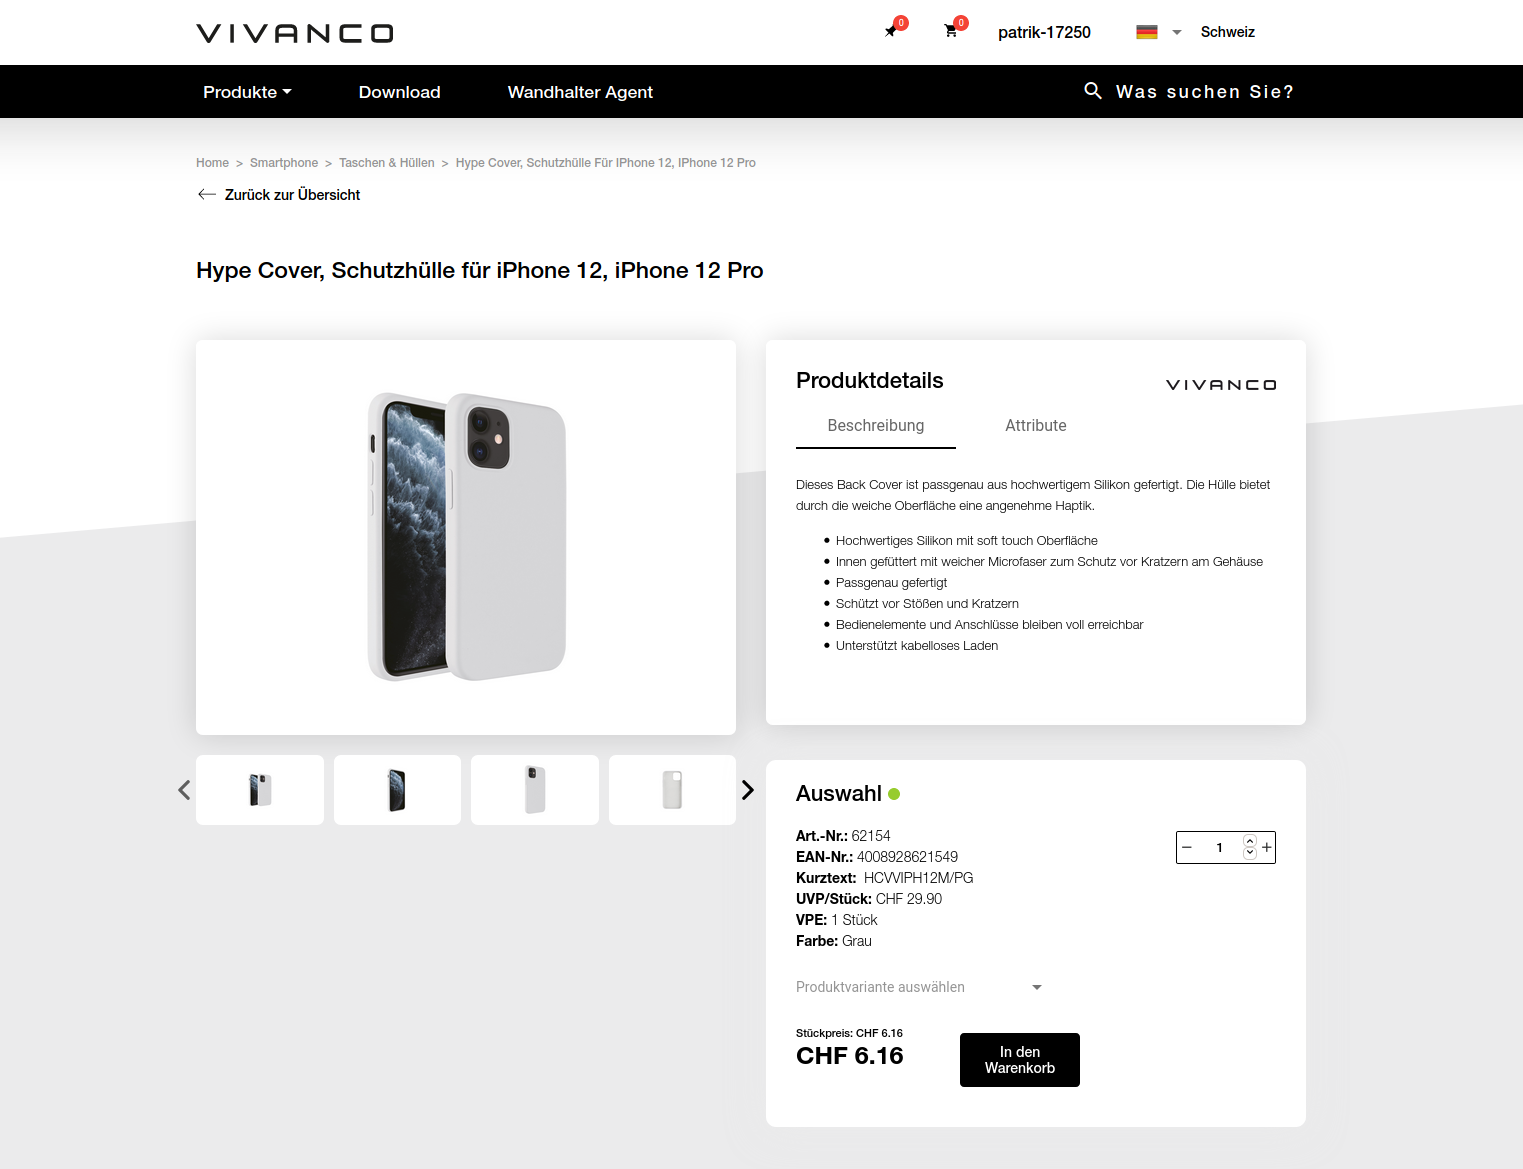 VIVANCO
0
0
patrik-17250
Schweiz
Produkte
Download
Wandhalter Agent
Was suchen Sie?
Home > Smartphone > Taschen & Hüllen > Hype Cover, Schutzhülle Für IPhone 12, IPhone 12 Pro
Zurück zur Übersicht
Hype Cover, Schutzhülle für iPhone 12, iPhone 12 Pro
Produktdetails
VIVANCO
Beschreibung
Attribute
Dieses Back Cover ist passgenau aus hochwertigem Silikon gefertigt. Die Hülle bietet
durch die weiche Oberfläche eine angenehme Haptik.
• Hochwertiges Silikon mit soft touch Oberfläche
• Innen gefüttert mit weicher Microfaser zum Schutz vor Kratzern am Gehäuse
• Passgenau gefertigt
• Schützt vor Stößen und Kratzern
• Bedienelemente und Anschlüsse bleiben voll erreichbar
• Unterstützt kabelloses Laden
Auswahl
Art.-Nr.: 62154
EAN-Nr.: 4008928621549
Kurztext: HCVVIPH12M/PG
UVP/Stück: CHF 29.90
VPE: 1 Stück
Farbe: Grau
− 1 +
Produktvariante auswählen
Stückpreis: CHF 6.16
CHF 6.16
In den
Warenkorb